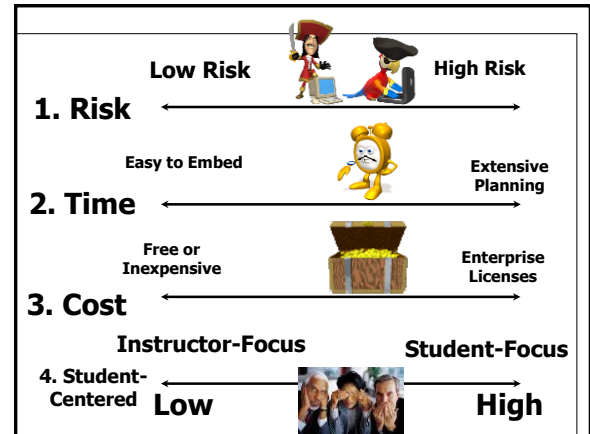 Low Risk
High Risk
1. Risk
Easy to Embed
Extensive
Planning
2. Time
Free or
Inexpensive
Enterprise
Licenses
3. Cost
Instructor-Focus
Student-Focus
4. Student-
Centered
Low
High